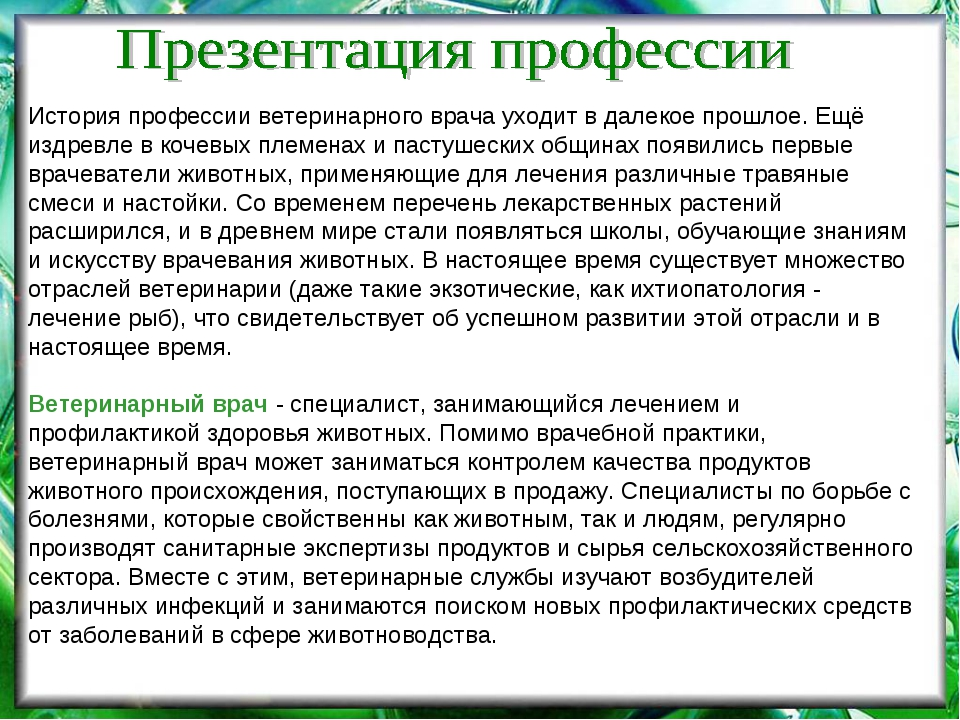 Презентация профессии
История профессии ветеринарного врача уходит в далекое прошлое. Ещё
издревле в кочевых племенах и пастушеских общинах появились первые
врачеватели животных, применяющие для лечения различные травяные
смеси и настойки. Со временем перечень лекарственных растений
расширился, и в древнем мире стали появляться школы, обучающие знаниям
и искусству врачевания животных. В настоящее время существует множество
отраслей ветеринарии (даже такие экзотические, как ихтиопатология -
лечение рыб), что свидетельствует об успешном развитии этой отрасли и в
настоящее время.
Ветеринарный врач - специалист, занимающийся лечением и
профилактикой здоровья животных. Помимо врачебной практики,
ветеринарный врач может заниматься контролем качества продуктов
животного происхождения, поступающих в продажу. Специалисты по борьбе с
болезнями, которые свойственны как животным, так и людям, регулярно
производят санитарные экспертизы продуктов и сырья сельскохозяйственного
сектора. Вместе с этим, ветеринарные службы изучают возбудителей
различных инфекций и занимаются поиском новых профилактических средств
от заболеваний в сфере животноводства.